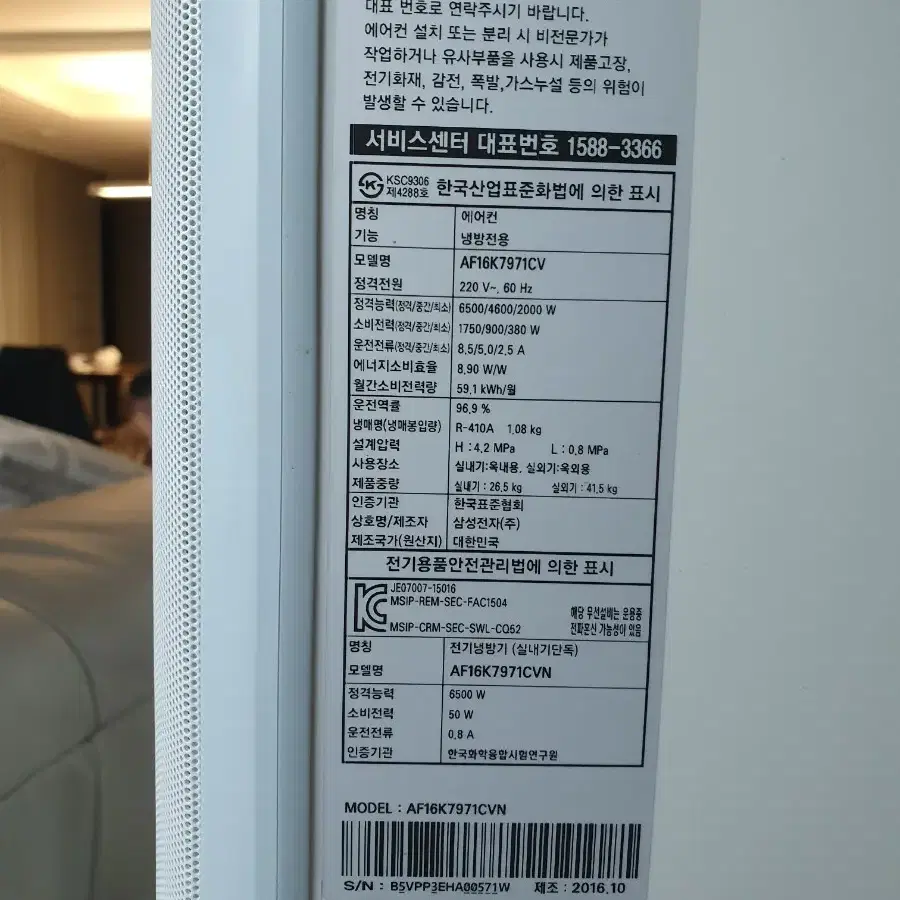 대표 번호로 연락주시기 바랍니다.
에어컨 설치 또는 분리 시 비전문가가
작업하거나 유사부품을 사용시 제품고장,
전기화재, 감전, 폭발,가스누설 등의 위험이
발생할 수 있습니다.
서비스센터 대표번호 1588-3366
KSC9306
제4288호
한국산업표준화법에 의한 표시
명칭 에어컨
기능 냉방전용
모델명 AF16K7971CV
정격전원 220 V~, 60 Hz
정격능력(정격/중간/최소) 6500/4600/2000 W
소비전력(정격/중간/최소) 1750/900/380 W
운전전류(정격/중간/최소) 8.5/5.0/2.5 A
에너지소비효율 8.90 W/W
월간소비전력량 59.1 kWh/월
운전역률 96.9 %
냉매명(냉매봉입량) R-410A 1.08 kg
설계압력 H : 4.2 MPa L : 0.8 MPa
사용장소 실내기:옥내용, 실외기:옥외용
제품중량 실내기 : 26.5 kg 실외기 : 41.5 kg
인증기관 한국표준협회
상호명/제조자 삼성전자(주)
제조국가(원산지) 대한민국
전기용품안전관리법에 의한 표시
JE07007-15016
MSIP-REM-SEC-FAC1504
MSIP-CRM-SEC-SWL-CQ52
해당 무선설비는 운용중
전파혼신 가능성이 있음
명칭 전기냉방기 (실내기단독)
모델명 AF16K7971CVN
정격능력 6500 W
소비전력 50 W
운전전류 0.8 A
인증기관 한국화학융합시험연구원
MODEL : AF16K7971CVN
S/N : B5VPP3EHA00571W 제조 : 2016.10